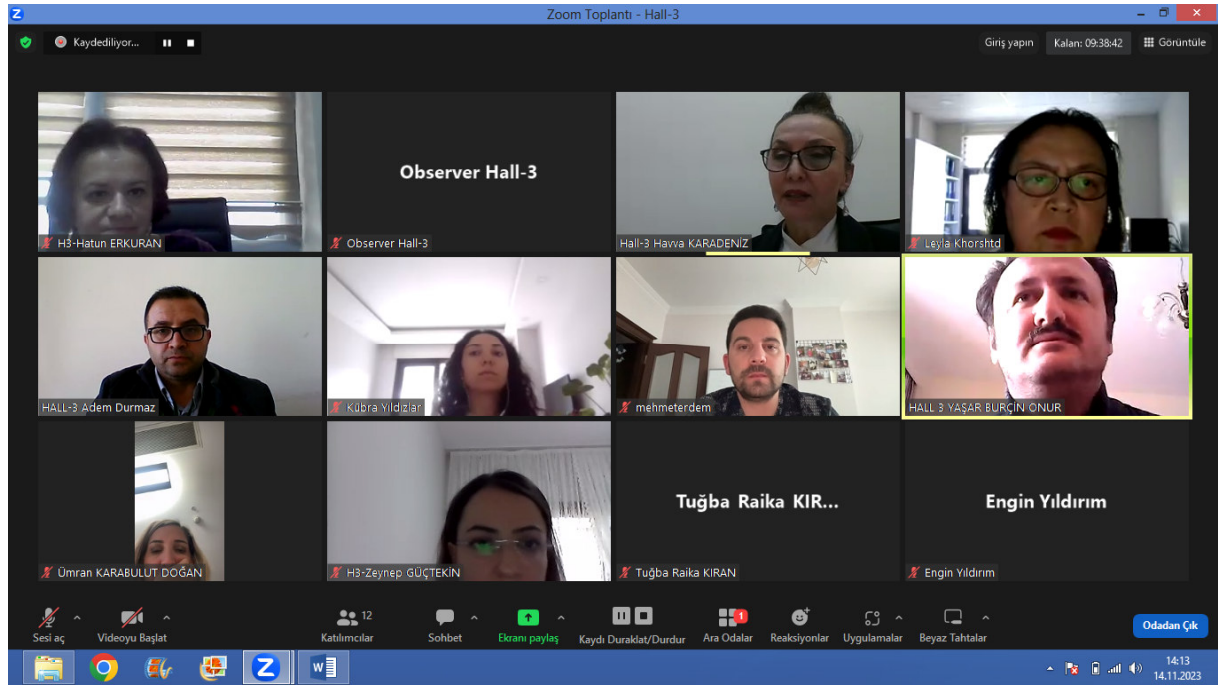 Zoom Toplantı - Hall-3
Kaydediliyor...
Giriş yapın
Kalan: 09:38:42
Görüntüle
H3-Hatun ERKURAN
Observer Hall-3
Observer Hall-3
Hall-3 Havva KARADENİZ
Leyla Khorshtd
HALL-3 Adem Durmaz
Kübra Yıldızlar
mehmeterdem
HALL 3 YAŞAR BURÇİN ONUR
Ümran KARABULUT DOĞAN
H3-Zeynep GÜÇTEKİN
Tuğba Raika KIR...
Tuğba Raika KIRAN
Engin Yıldırım
Engin Yıldırım
Sesi aç
Videoyu Başlat
12
Katılımcılar
Sohbet
Ekranı paylaş
Kaydı Duraklat/Durdur
1
Ara Odalar
Reaksiyonlar
Uygulamalar
Beyaz Tahtalar
Odadan Çık
14:13
14.11.2023